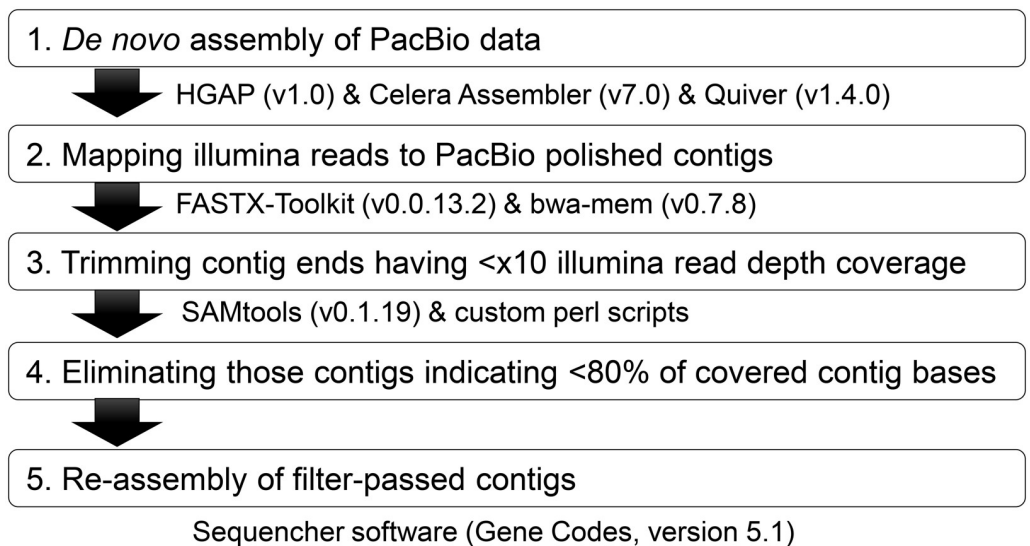 1. De novo assembly of PacBio data
HGAP (v1.0) & Celera Assembler (v7.0) & Quiver (v1.4.0)
2. Mapping illumina reads to PacBio polished contigs
FASTX-Toolkit (v0.0.13.2) & bwa-mem (v0.7.8)
3. Trimming contig ends having <x10 illumina read depth coverage
SAMtools (v0.1.19) & custom perl scripts
4. Eliminating those contigs indicating <80% of covered contig bases
5. Re-assembly of filter-passed contigs
Sequencher software (Gene Codes, version 5.1)